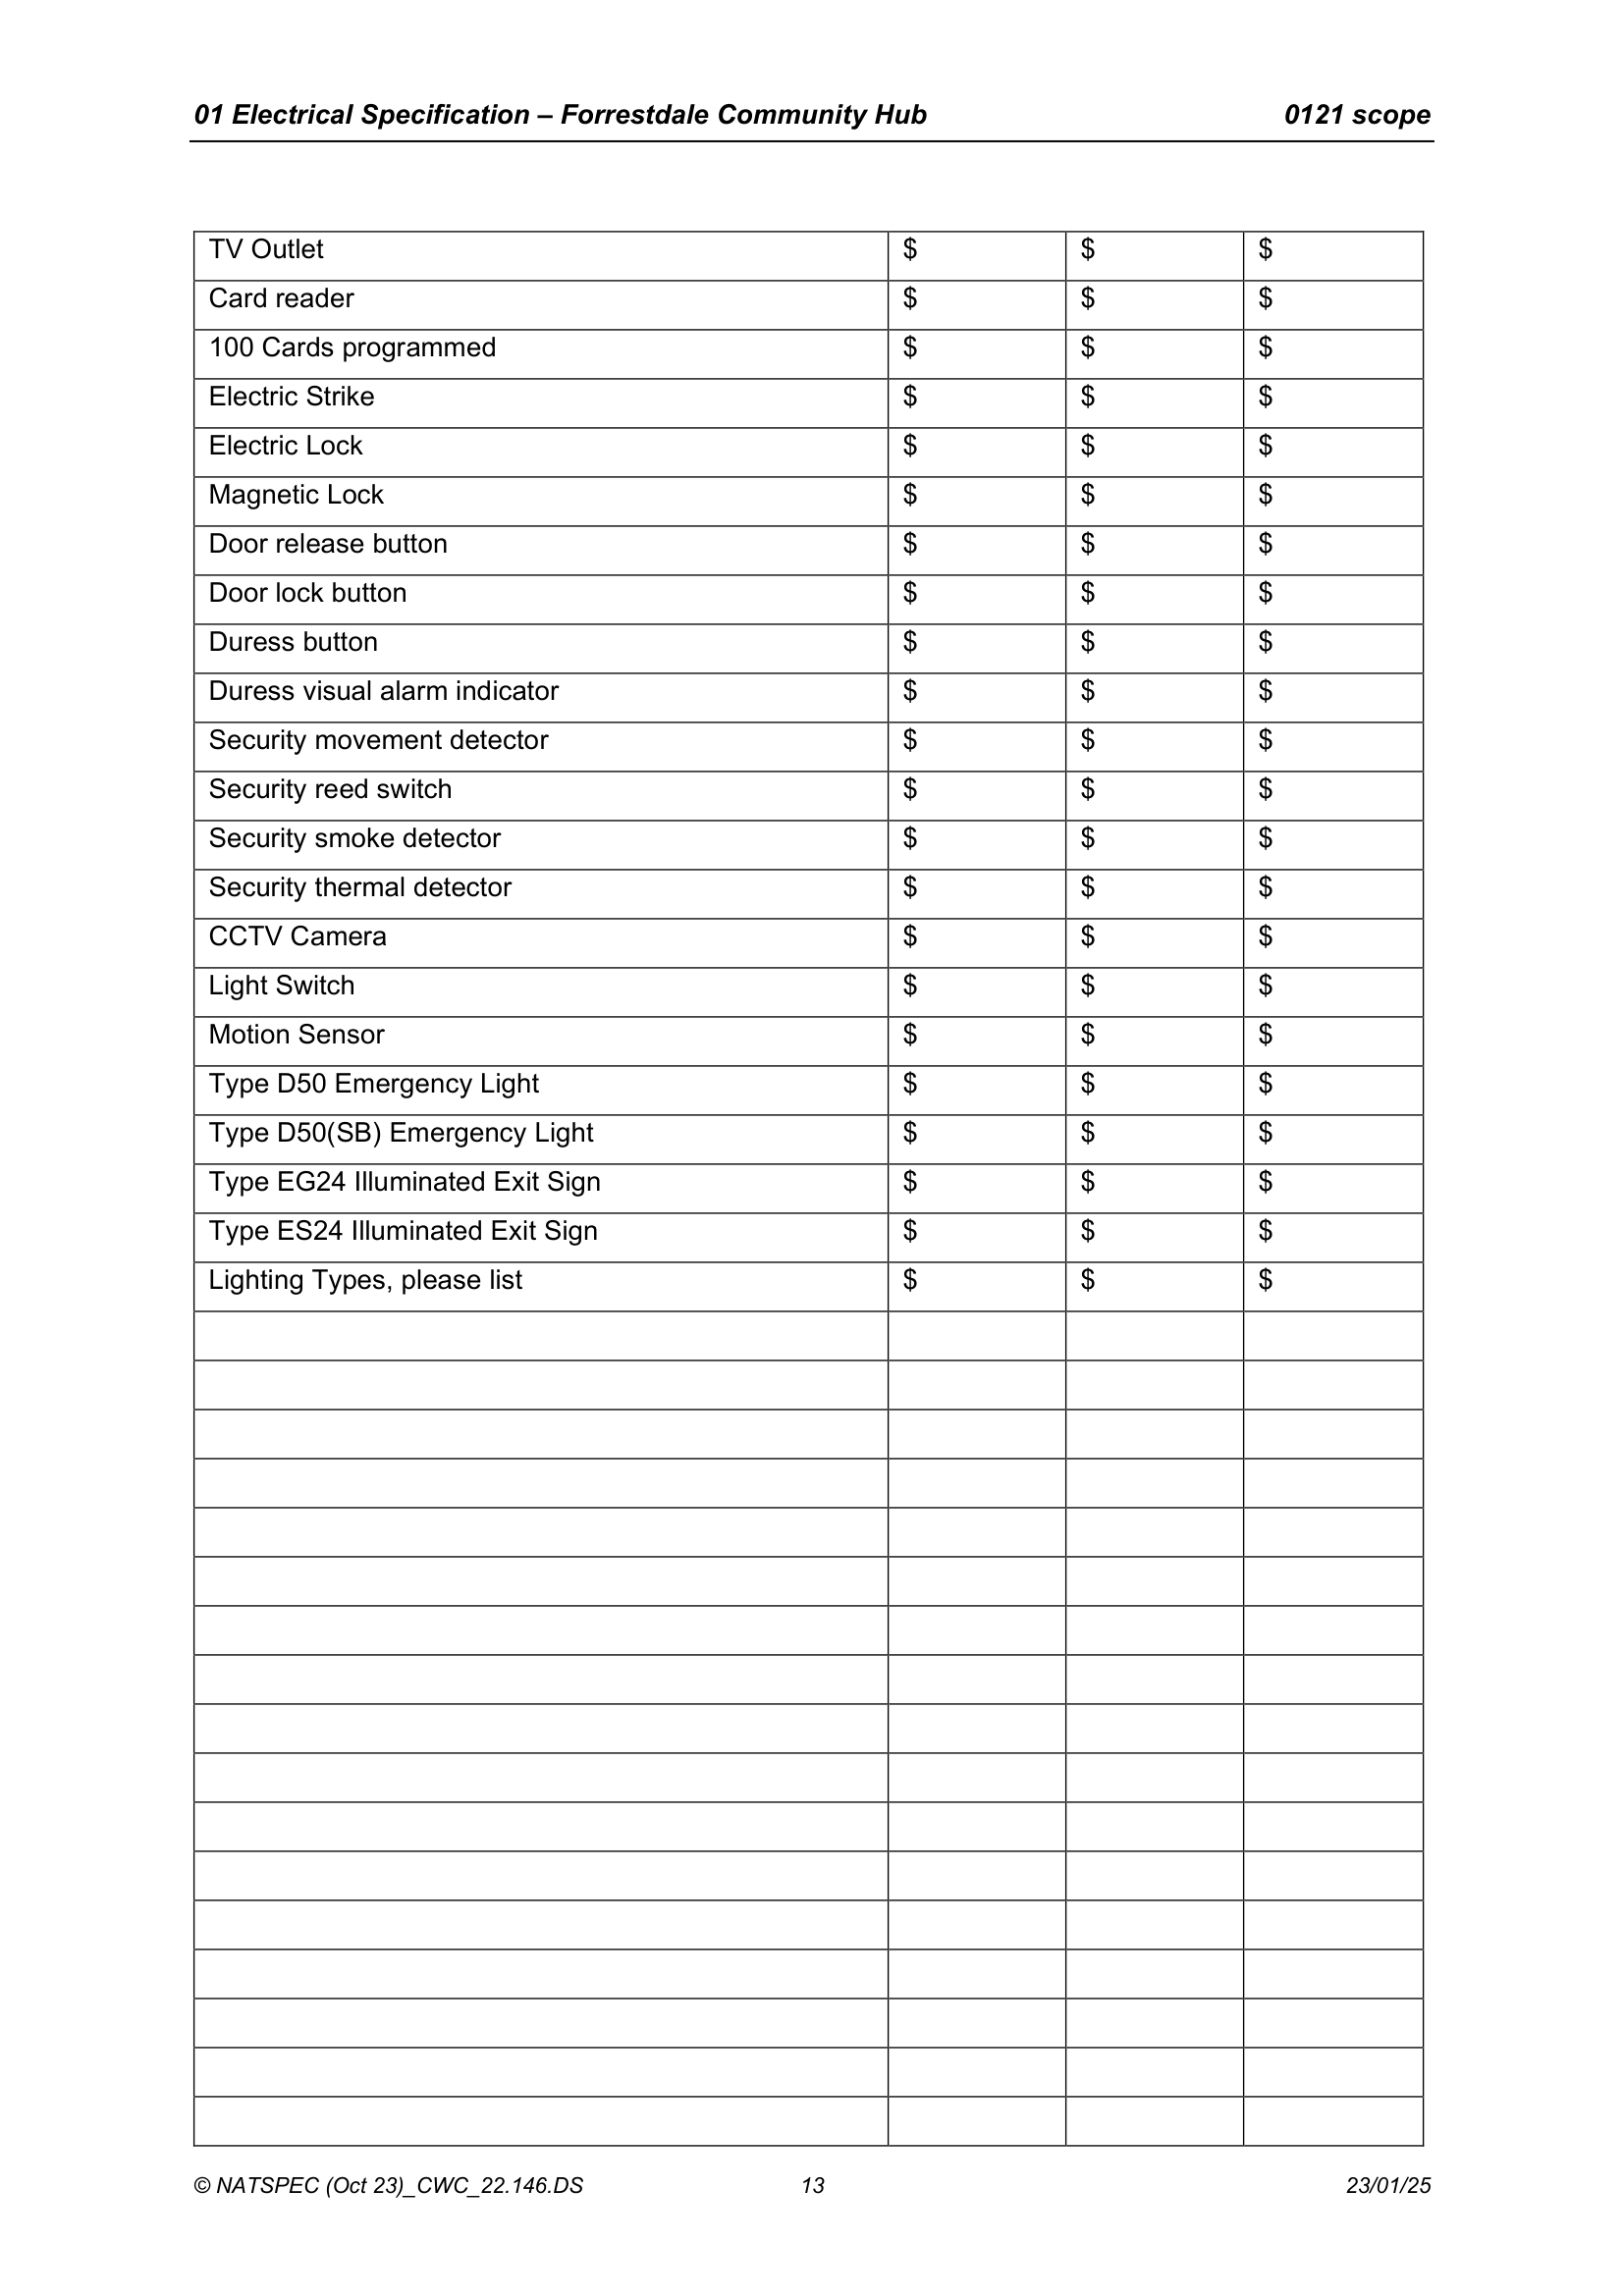 01 Electrical Specification – Forrestdale Community Hub 0121 scope
TV Outlet $ $ $
Card reader $ $ $
100 Cards programmed $ $ $
Electric Strike $ $ $
Electric Lock $ $ $
Magnetic Lock $ $ $
Door release button $ $ $
Door lock button $ $ $
Duress button $ $ $
Duress visual alarm indicator $ $ $
Security movement detector $ $ $
Security reed switch $ $ $
Security smoke detector $ $ $
Security thermal detector $ $ $
CCTV Camera $ $ $
Light Switch $ $ $
Motion Sensor $ $ $
Type D50 Emergency Light $ $ $
Type D50(SB) Emergency Light $ $ $
Type EG24 Illuminated Exit Sign $ $ $
Type ES24 Illuminated Exit Sign $ $ $
Lighting Types, please list $ $ $
© NATSPEC (Oct 23)_CWC_22.146.DS 13 23/01/25